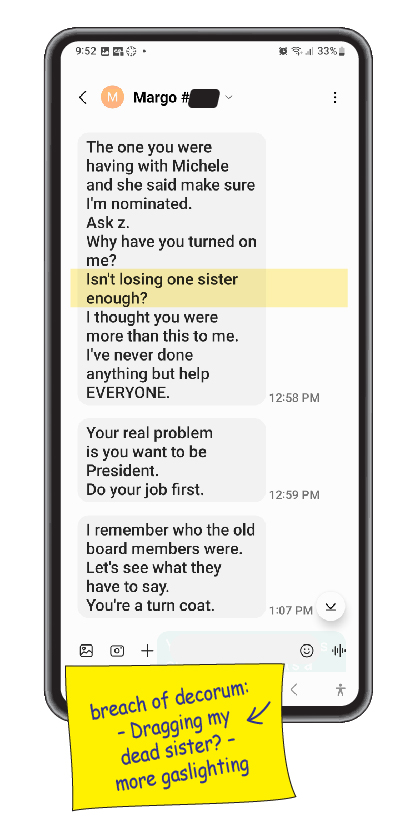 9:52
33%
M
Margo #
The one you were
having with Michele
and she said make sure
I'm nominated.
Ask z.
Why have you turned on
me?
Isn't losing one sister
enough?
I thought you were
more than this to me.
I've never done
anything but help
EVERYONE.
12:58 PM
Your real problem
is you want to be
President.
Do your job first.
12:59 PM
I remember who the old
board members were.
Let's see what they
have to say.
You're a turn coat.
1:07 PM
breach of decorum:
- Dragging my
dead sister? -
more gaslighting